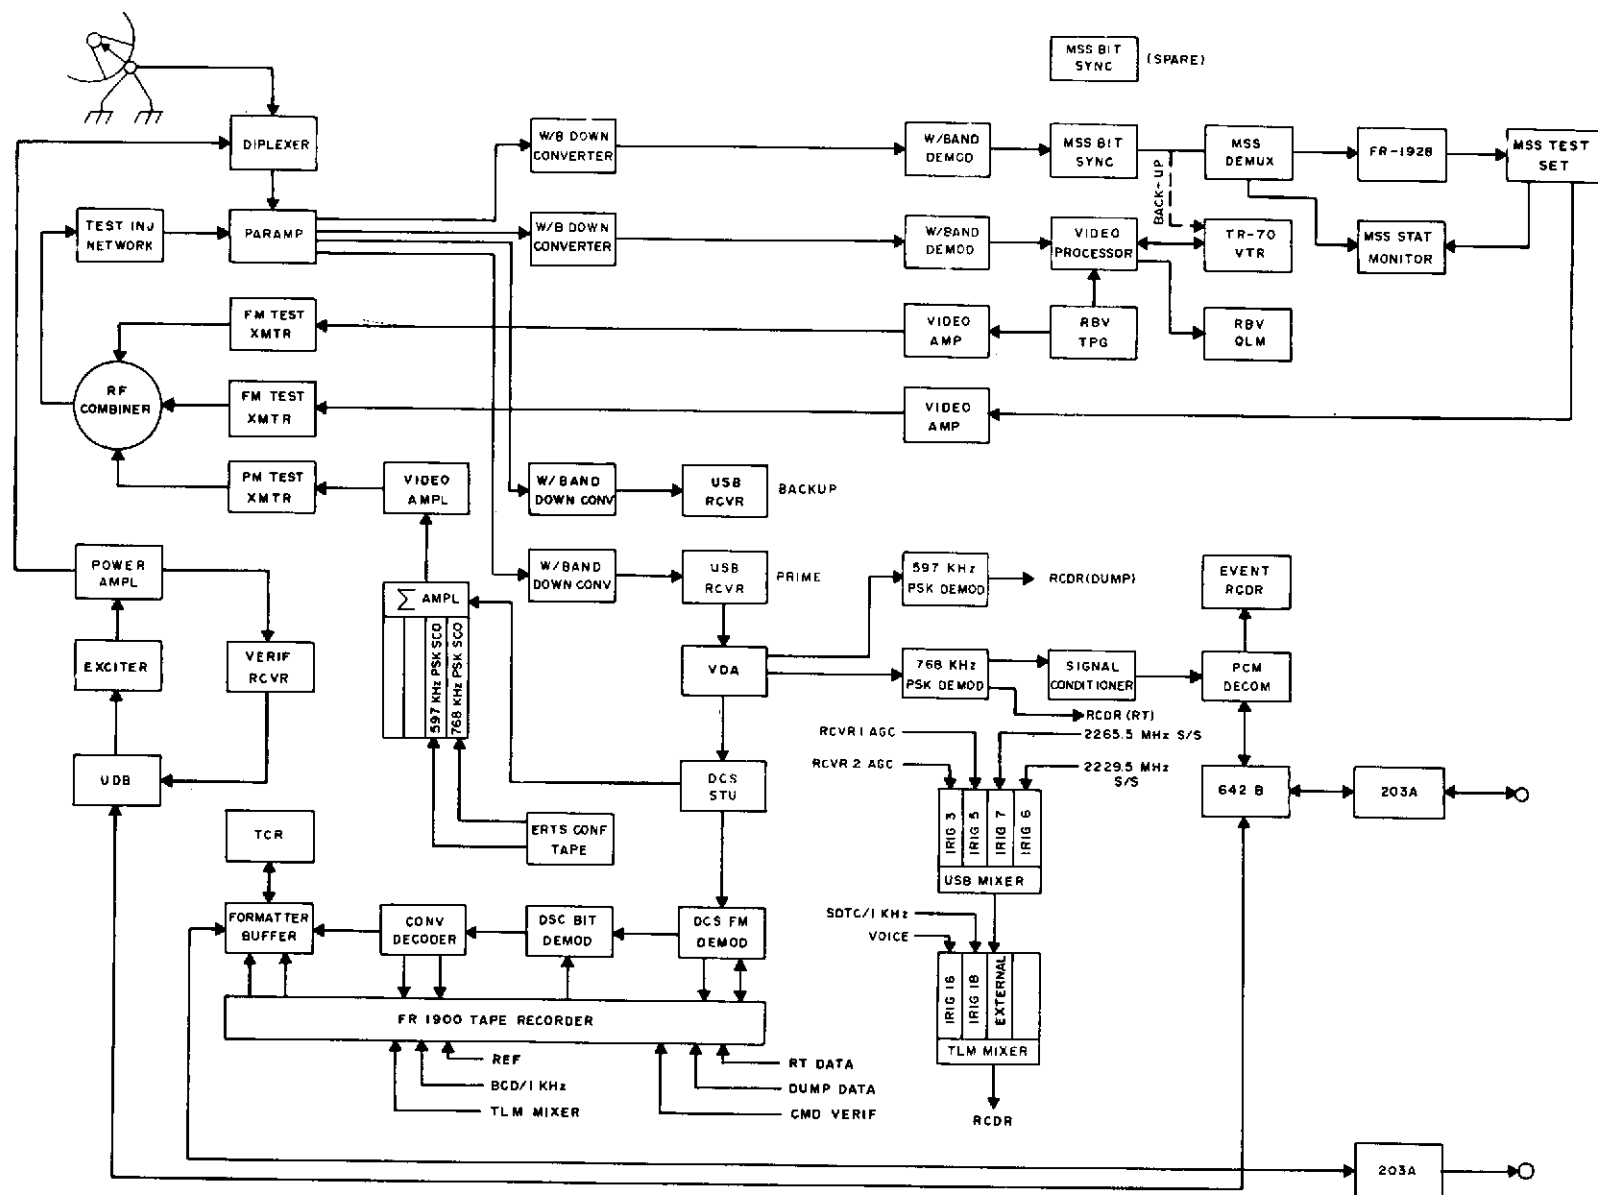 MSS BIT
SYNC
(SPARE)
DIPLEXER
W/B DOWN
CONVERTER
W/BAND
DEMOD
MSS BIT
SYNC
MSS
DEMUX
FR-1928
MSS TEST
SET
BACK-UP
TEST INJ
NETWORK
PARAMP
W/B DOWN
CONVERTER
W/BAND
DEMOD
VIDEO
PROCESSOR
TR-70
VTR
MSS STAT
MONITOR
FM TEST
XMTR
VIDEO
AMP
RBV
TPG
RBV
QLM
RF
COMBINER
FM TEST
XMTR
VIDEO
AMP
PM TEST
XMTR
VIDEO
AMPL
W/BAND
DOWN CONV
USB
RCVR
BACKUP
POWER
AMPL
W/BAND
DOWN CONV
USB
RCVR
PRIME
597 KHz
PSK DEMOD
RCDR(DUMP)
EVENT
RCDR
∑ AMPL
597 KHz PSK SCO
768 KHz PSK SCO
EXCITER
VERIF
RCVR
VDA
768 KHz
PSK DEMOD
SIGNAL
CONDITIONER
PCM
DECOM
RCDR (RT)
RCVR 1 AGC
2265.5 MHz S/S
RCVR 2 AGC
2229.5 MHz
S/S
UDB
DCS
STU
642 B
203A
IRIG 3
IRIG 5
IRIG 7
IRIG 6
USB MIXER
TCR
ERTS CONF
TAPE
FORMATTER
BUFFER
CONV
DECODER
DSC BIT
DEMOD
DCS FM
DEMOD
SDTC/1 KHz
VOICE
IRIG 16
IRIG 18
EXTERNAL
TLM MIXER
RCDR
FR 1900 TAPE RECORDER
REF
BCD/1 KHz
TLM MIXER
RT DATA
DUMP DATA
CMD VERIF
203A